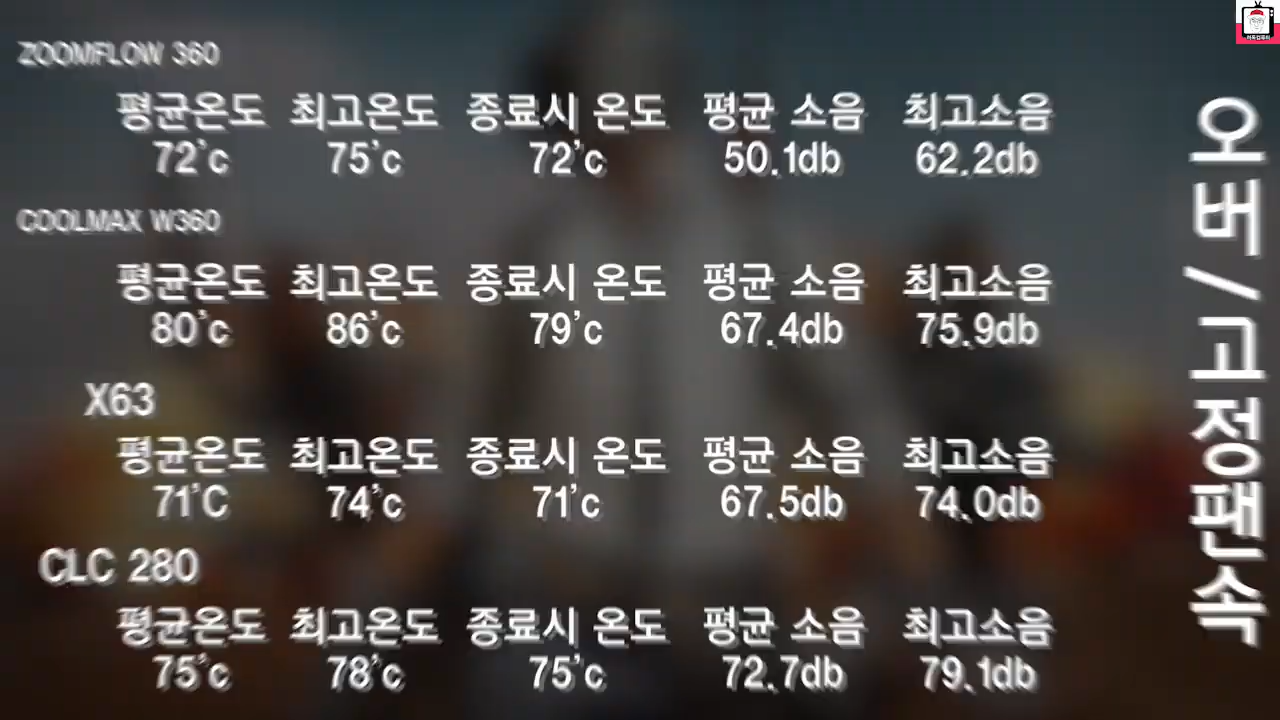 ZOOMFLOW 360
평균온도 최고온도 종료시 온도 평균 소음 최고소음
72'c 75'c 72'c 50.1db 62.2db
COOLMAX W360
평균온도 최고온도 종료시 온도 평균 소음 최고소음
80'c 86'c 79'c 67.4db 75.9db
X63
평균온도 최고온도 종료시 온도 평균 소음 최고소음
71'C 74'c 71'c 67.5db 74.0db
CLC 280
평균온도 최고온도 종료시 온도 평균 소음 최고소음
75'c 78'c 75'c 72.7db 79.1db
오버/고정팬속